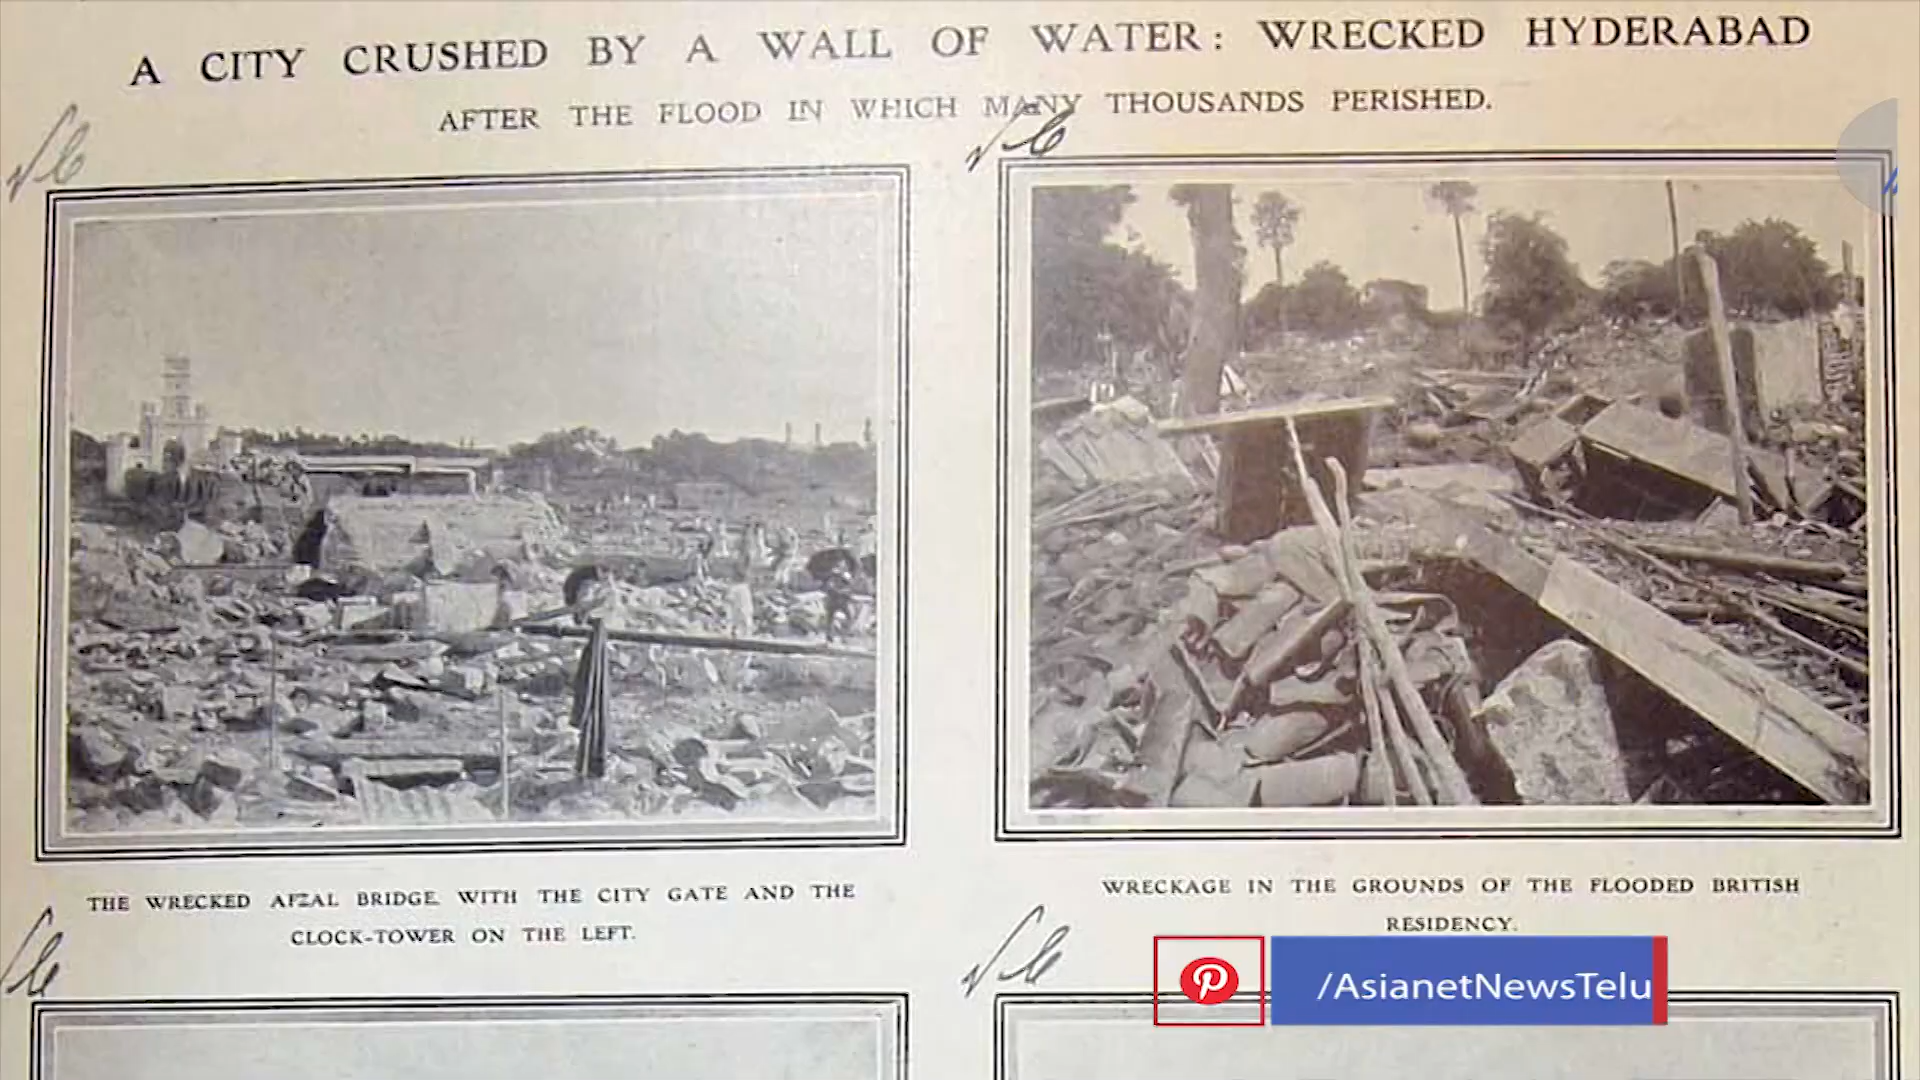 A CITY CRUSHED BY A WALL OF WATER: WRECKED HYDERABAD
AFTER THE FLOOD IN WHICH MANY THOUSANDS PERISHED.
THE WRECKED AFZAL BRIDGE WITH THE CITY GATE AND THE
CLOCK-TOWER ON THE LEFT.
WRECKAGE IN THE GROUNDS OF THE FLOODED BRITISH
RESIDENCY.
/AsianetNewsTelu